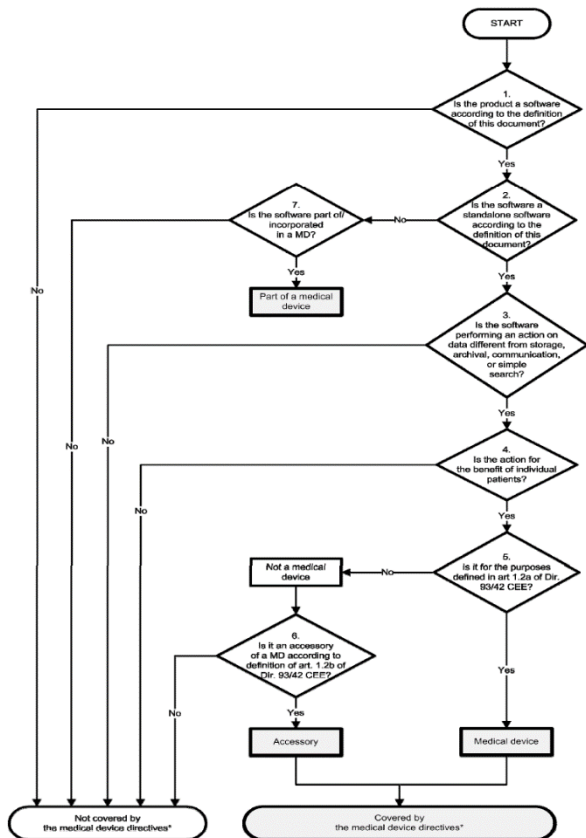 START
1.
Is the product a software
according to the definition
of this document?
Yes
No
2.
Is the software a
standalone software
according to the
definition of this
document?
No
7.
Is the software part of/
incorporated
in a MD?
Yes
Part of a medical
device
No
Yes
3.
Is the software
performing an action on
data different from storage,
archival, communication,
or simple
search?
No
Yes
4.
Is the action for
the benefit of individual
patients?
No
Yes
5.
Is it for the purposes
defined in art 1.2a of Dir.
93/42 CEE?
No
Not a medical
device
6.
Is it an accessory
of a MD according to
definition of art. 1.2b of
Dir. 93/42 CEE?
No
Yes
Yes
Accessory
Medical device
Not covered by
the medical device directives*
Covered by
the medical device directives*